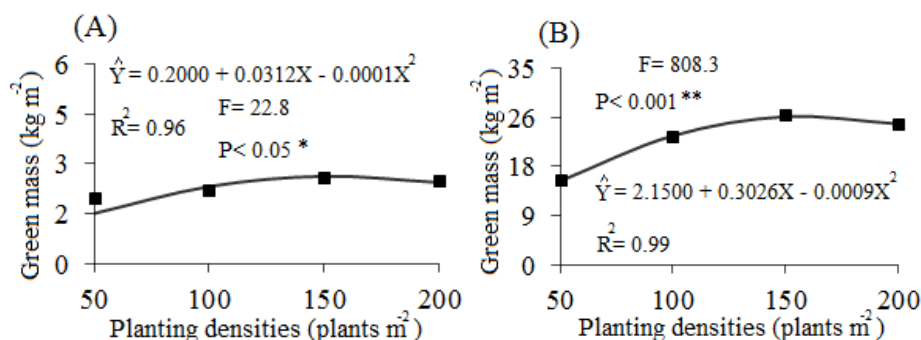 (A)
Ŷ = 0.2000 + 0.0312X - 0.0001X²
F= 22.8
R²= 0.96
P< 0.05 *
Green mass (kg m⁻²)
6
5
3
2
0
50 100 150 200
Planting densities (plants m⁻²)
(B)
F= 808.3
P< 0.001 **
Ŷ = 2.1500 + 0.3026X - 0.0009X²
R²= 0.99
Green mass (kg m⁻²)
35
26
18
9
0
50 100 150 200
Planting densities (plants m⁻²)